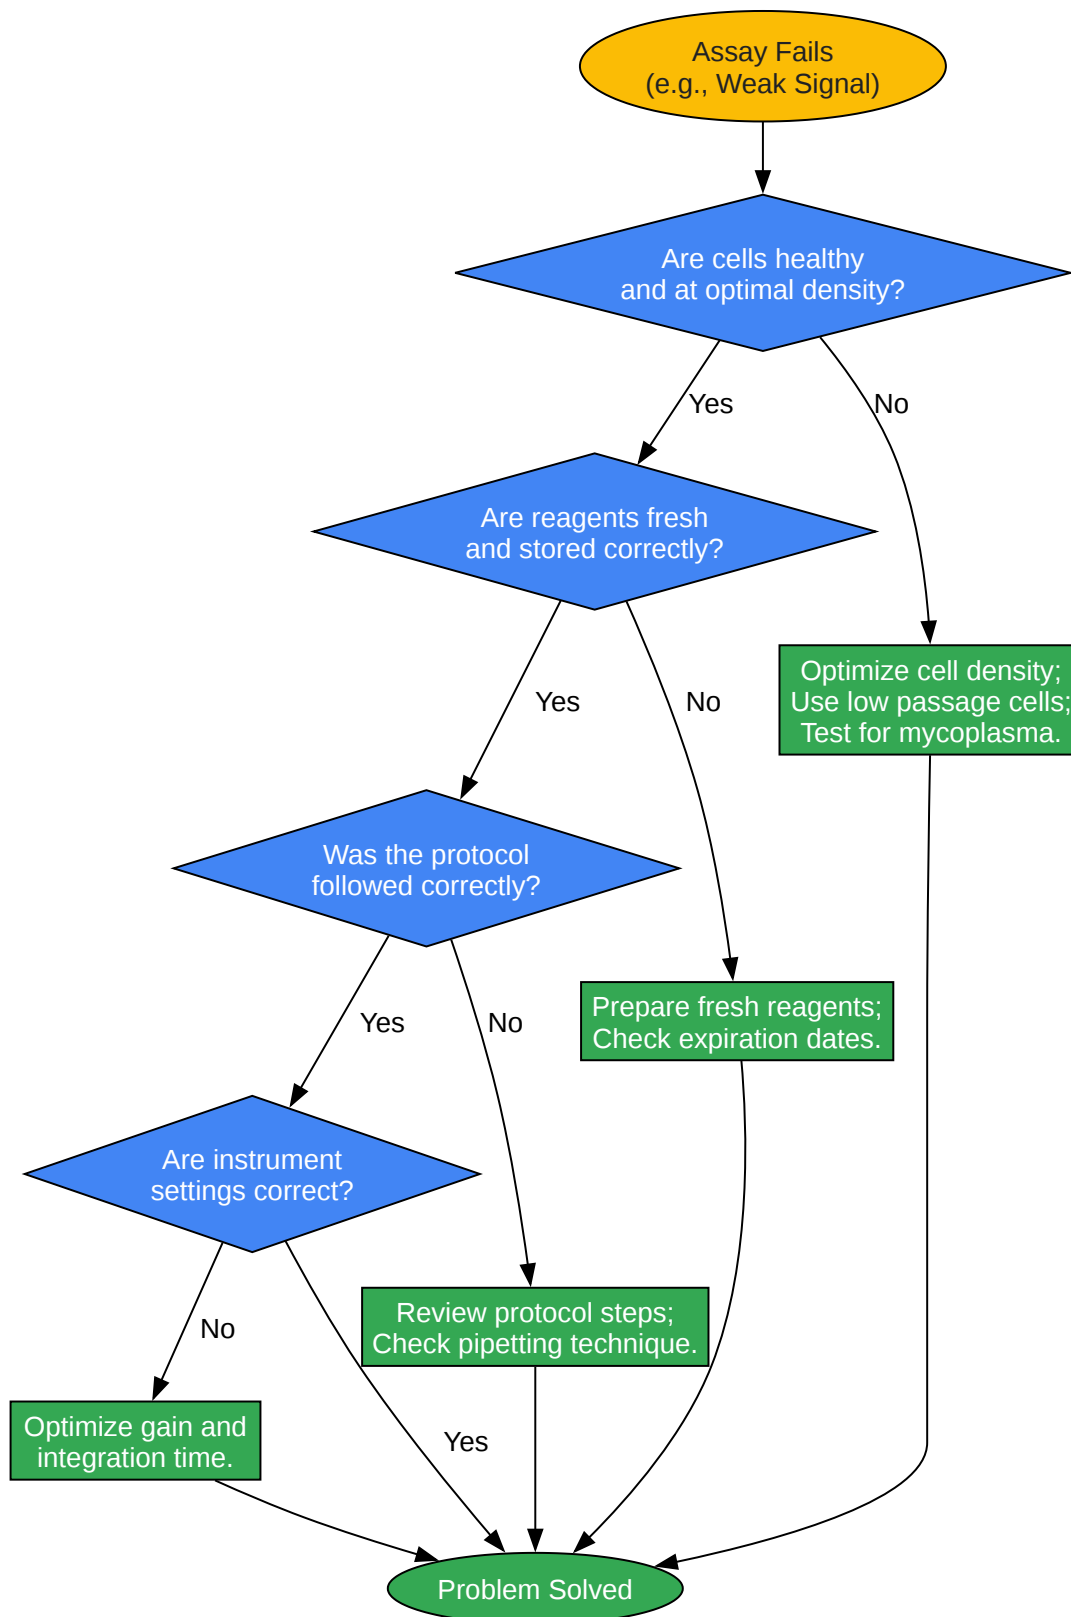 Assay Fails
(e.g., Weak Signal)
Are cells healthy
and at optimal density?
Yes
No
Are reagents fresh
and stored correctly?
Optimize cell density;
Use low passage cells;
Test for mycoplasma.
Yes
No
Was the protocol
followed correctly?
Prepare fresh reagents;
Check expiration dates.
Yes
No
Are instrument
settings correct?
Review protocol steps;
Check pipetting technique.
No
Yes
Optimize gain and
integration time.
Problem Solved